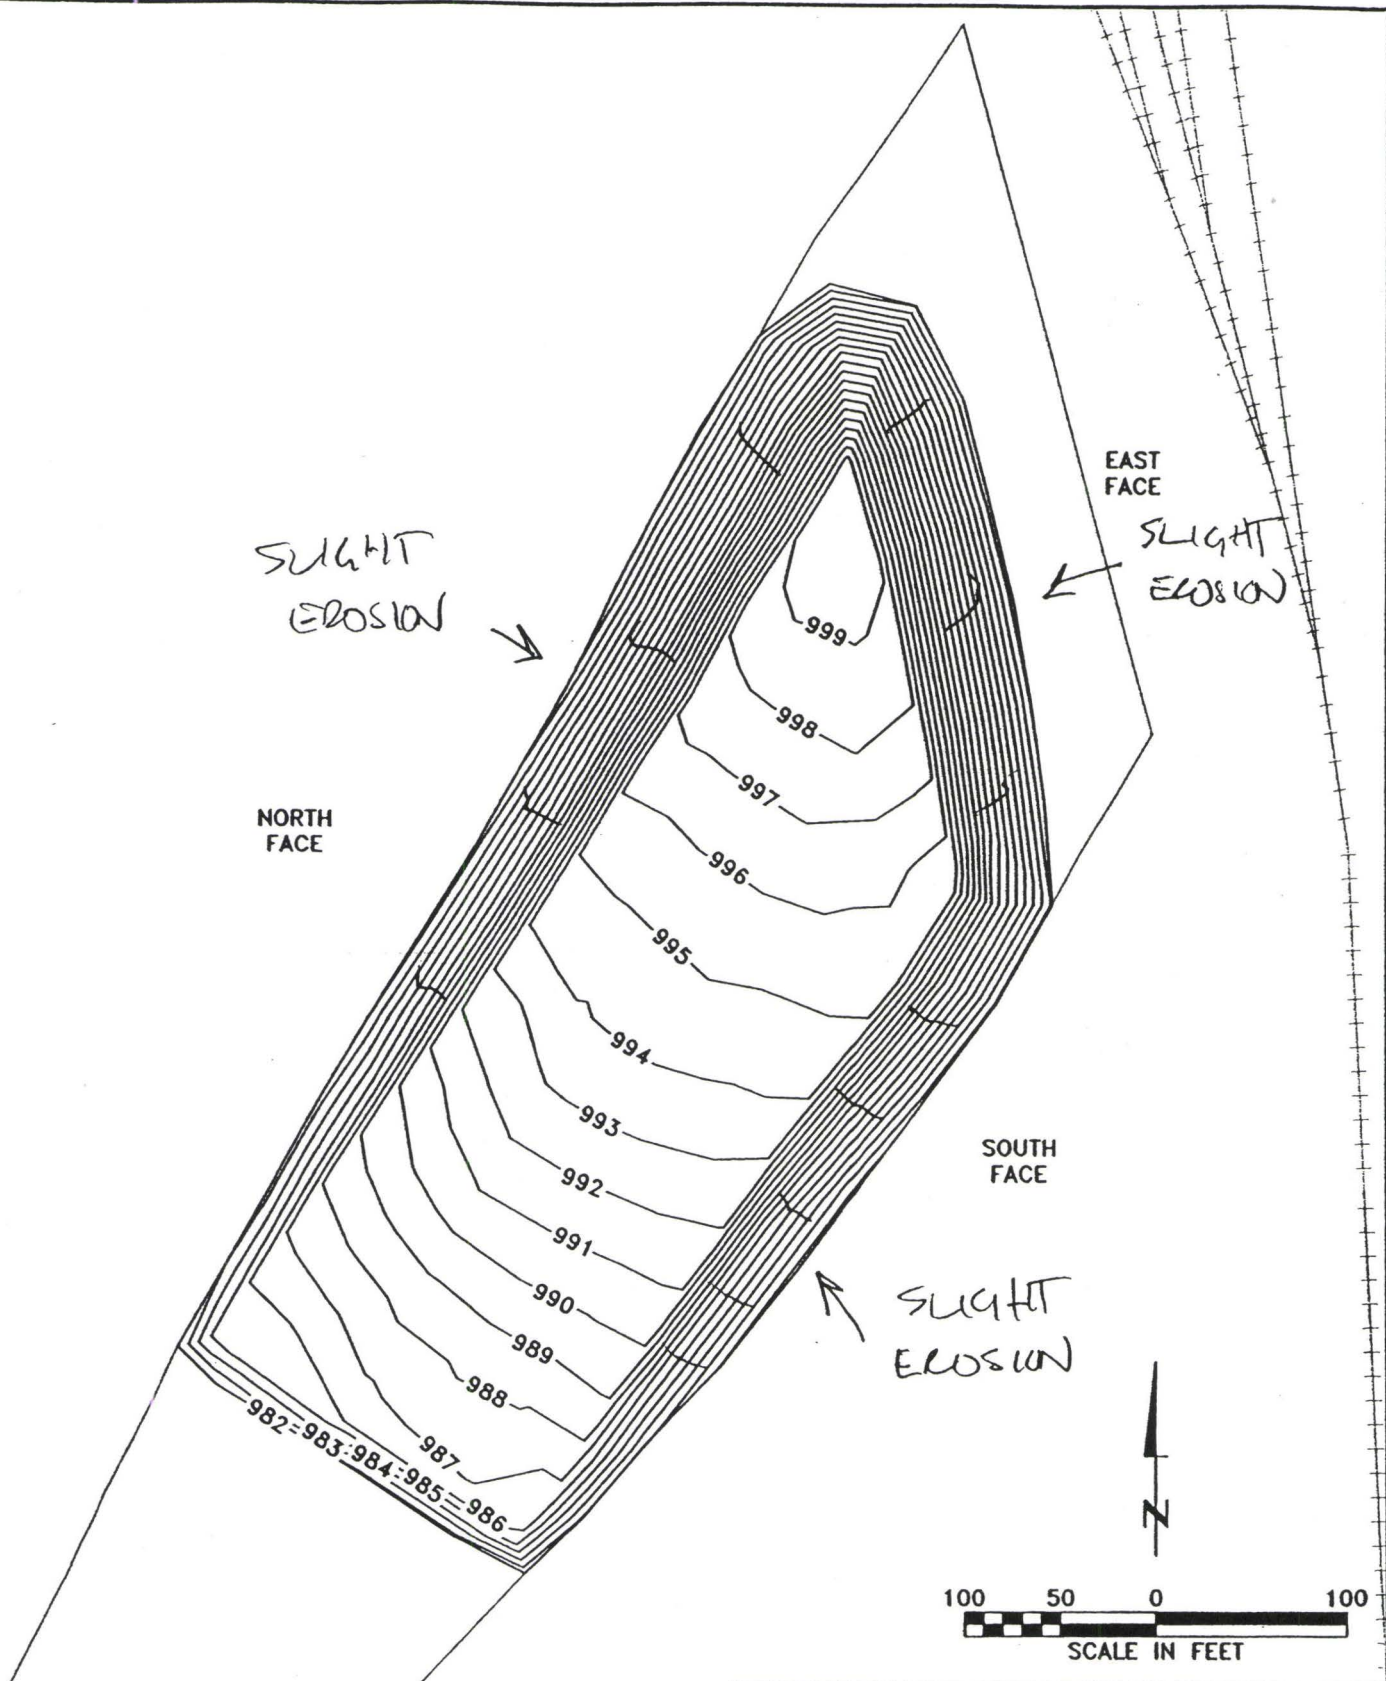 EAST
FACE
SLIGHT
EROSION
SLIGHT
EROSION
999
998
997
NORTH
FACE
996
995
994
993
SOUTH
FACE
992
991
990
SLIGHT
EROSION
989
988
982 983 984 985 986
987
N
100 50 0 100
SCALE IN FEET